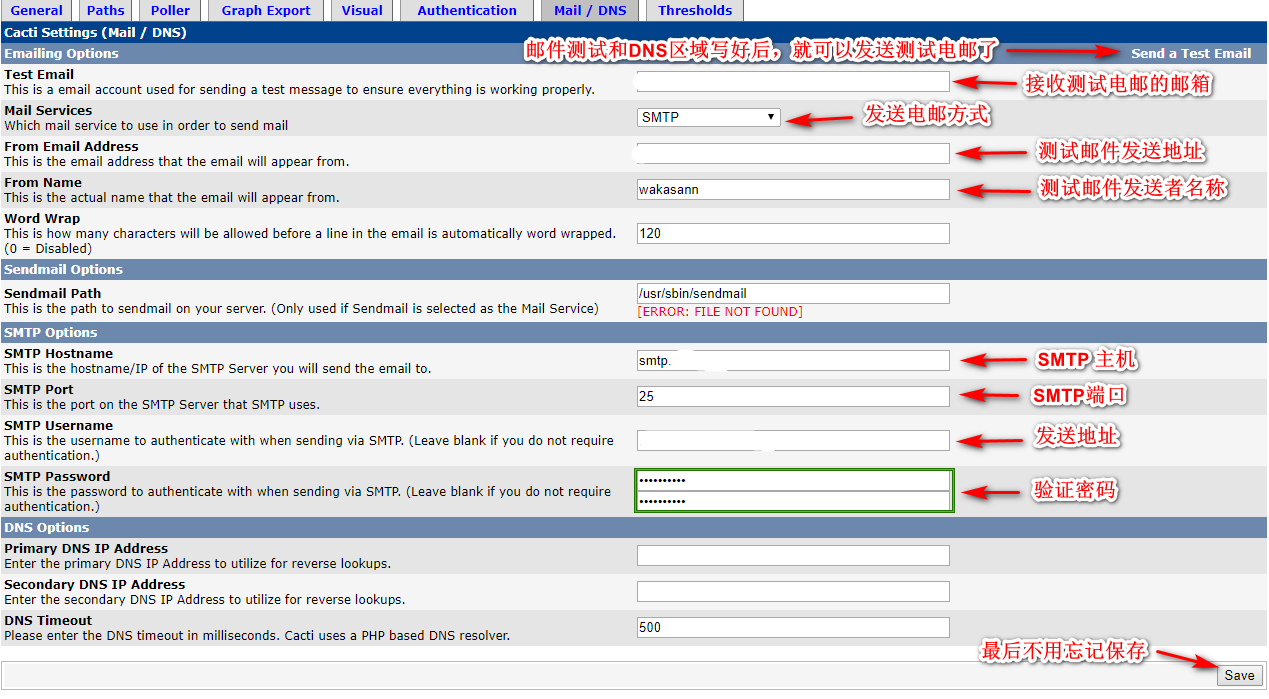 General Paths Poller Graph Export Visual Authentication Mail / DNS Thresholds
Cacti Settings (Mail / DNS)
Emailing Options 邮件测试和DNS区域写好后，就可以发送测试电邮了 Send a Test Email
Test Email
This is a email account used for sending a test message to ensure everything is working properly.
接收测试电邮的邮箱
Mail Services
Which mail service to use in order to send mail
SMTP
发送电邮方式
From Email Address
This is the email address that the email will appear from.
测试邮件发送地址
From Name
This is the actual name that the email will appear from.
wakasann
测试邮件发送者名称
Word Wrap
This is how many characters will be allowed before a line in the email is automatically word wrapped.
(0 = Disabled)
120
Sendmail Options
Sendmail Path
This is the path to sendmail on your server. (Only used if Sendmail is selected as the Mail Service)
/usr/sbin/sendmail
[ERROR: FILE NOT FOUND]
SMTP Options
SMTP Hostname
This is the hostname/IP of the SMTP Server you will send the email to.
smtp.
SMTP 主机
SMTP Port
This is the port on the SMTP Server that SMTP uses.
25
SMTP端口
SMTP Username
This is the username to authenticate with when sending via SMTP. (Leave blank if you do not require
authentication.)
发送地址
SMTP Password
This is the password to authenticate with when sending via SMTP. (Leave blank if you do not require
authentication.)
••••••••••
••••••••••
验证密码
DNS Options
Primary DNS IP Address
Enter the primary DNS IP Address to utilize for reverse lookups.
Secondary DNS IP Address
Enter the secondary DNS IP Address to utilize for reverse lookups.
DNS Timeout
Please enter the DNS timeout in milliseconds. Cacti uses a PHP based DNS resolver.
500
最后不用忘记保存
Save